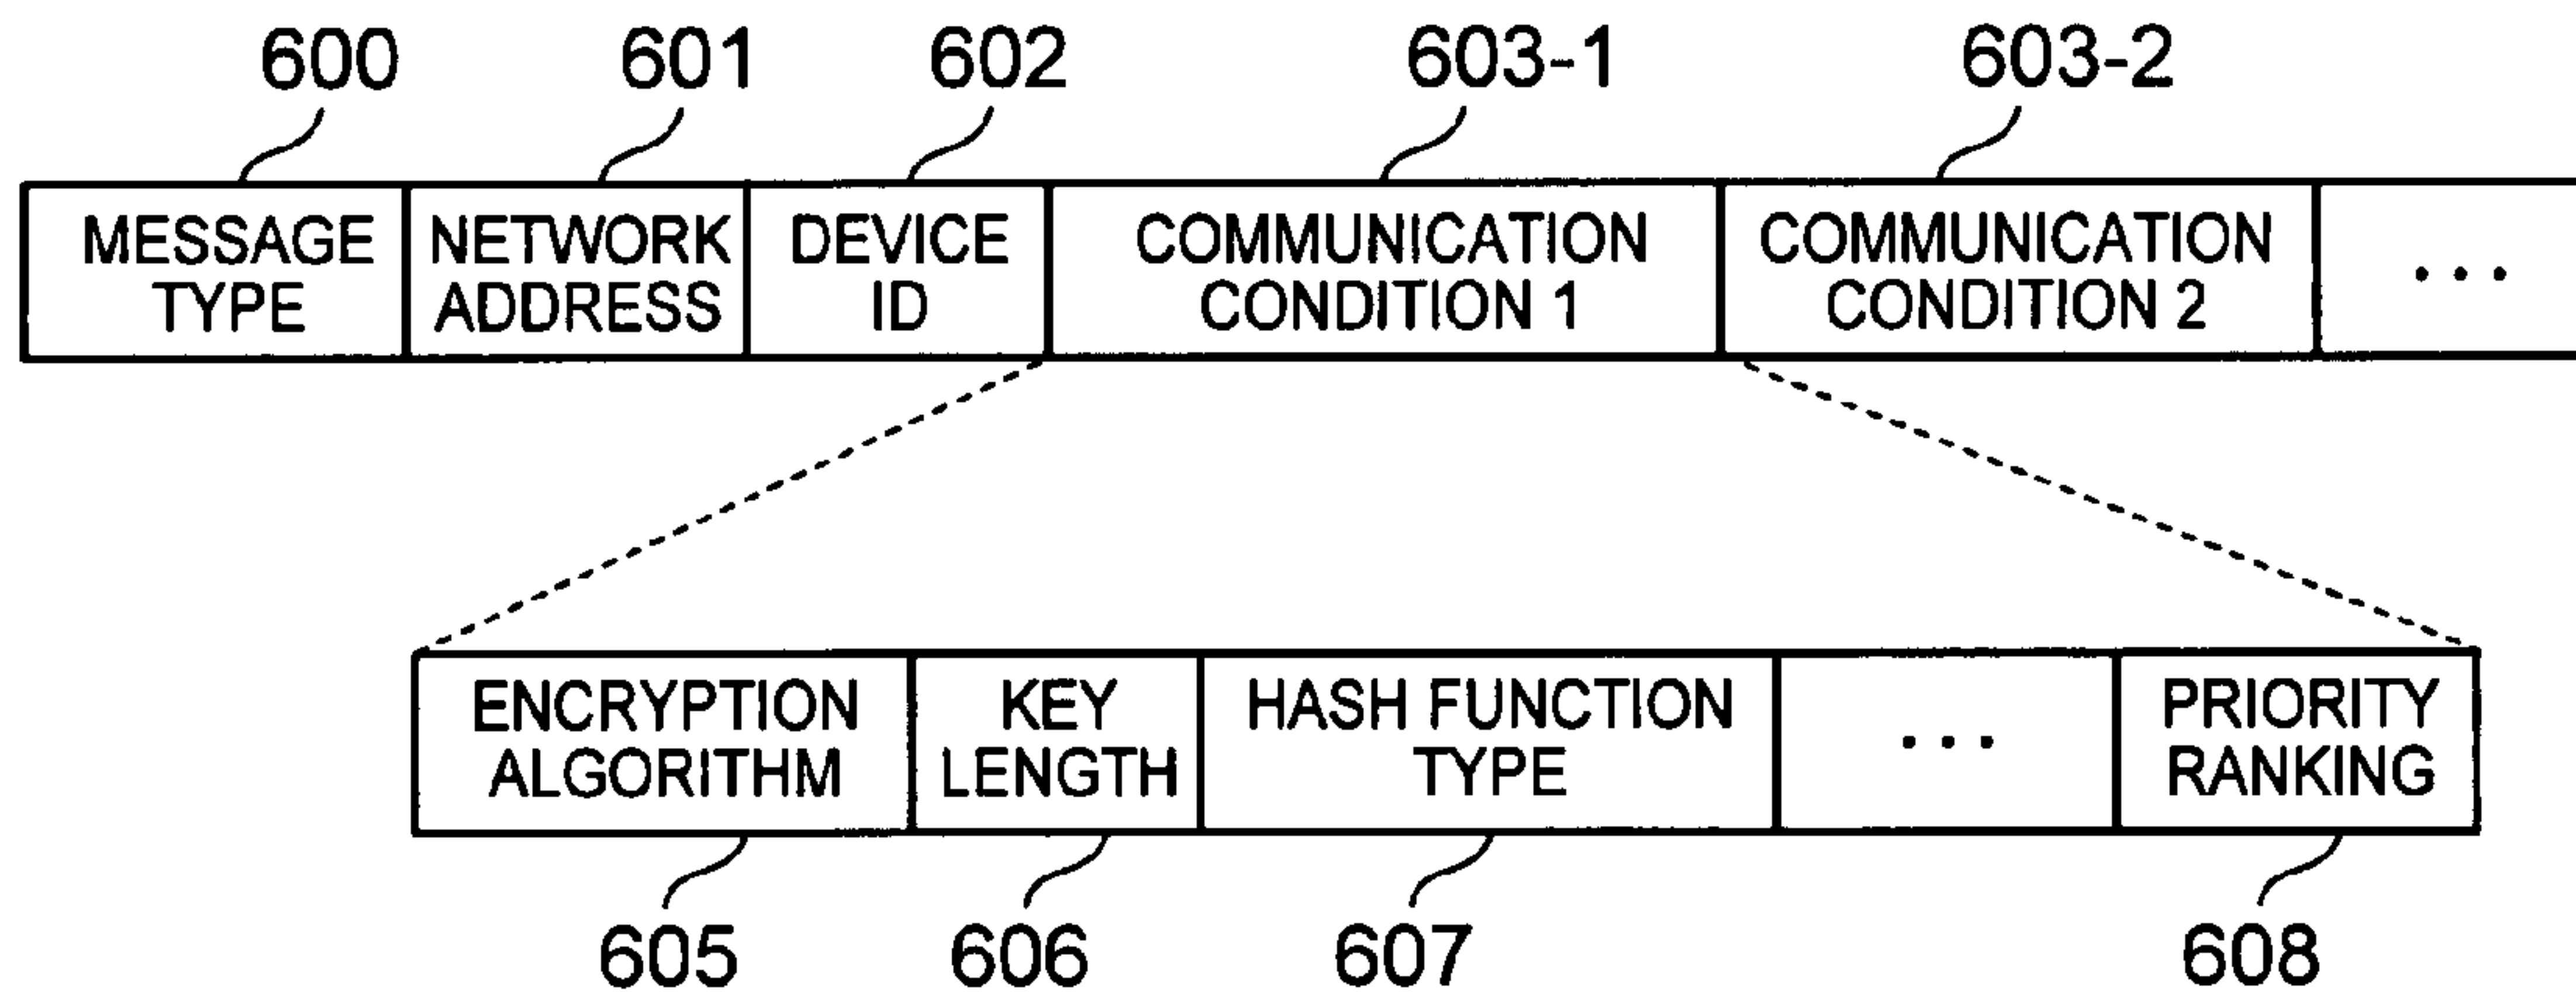 600 601 602 603-1 603-2
MESSAGE TYPE NETWORK ADDRESS DEVICE ID COMMUNICATION CONDITION 1 COMMUNICATION CONDITION 2 ...
ENCRYPTION ALGORITHM KEY LENGTH HASH FUNCTION TYPE ... PRIORITY RANKING
605 606 607 608